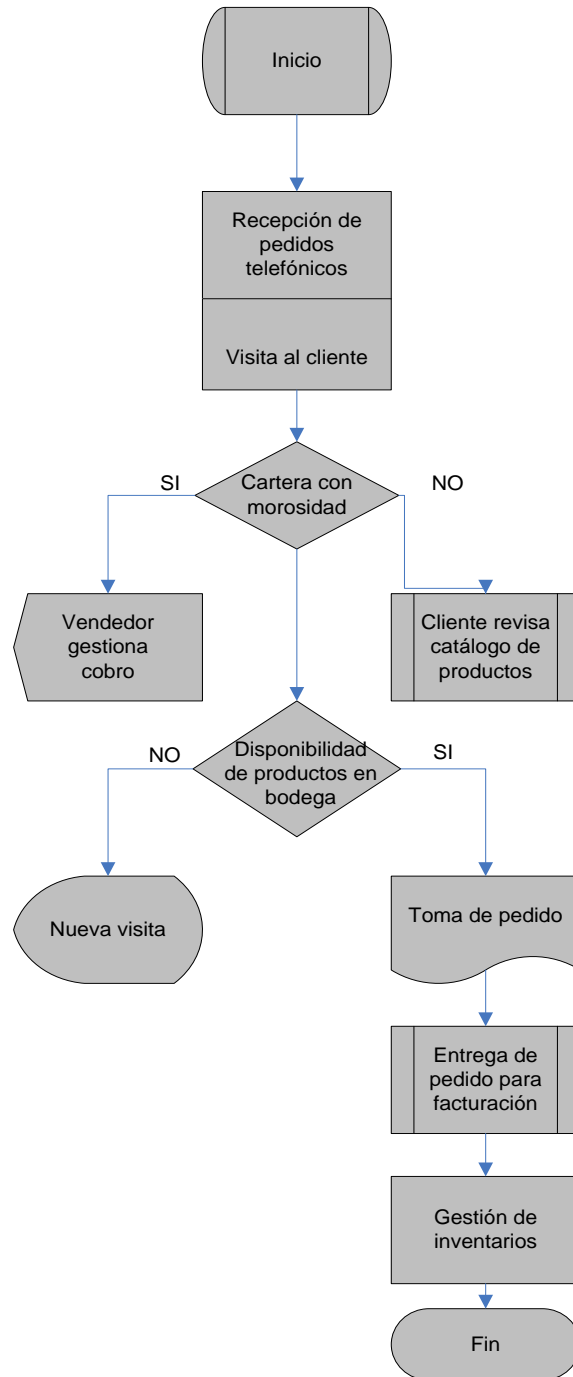 Inicio
Recepción de
pedidos
telefónicos
Visita al cliente
SI
Cartera con
morosidad
NO
Vendedor
gestiona
cobro
Cliente revisa
catálogo de
productos
NO
Disponibilidad
de productos en
bodega
SI
Nueva visita
Toma de pedido
Entrega de
pedido para
facturación
Gestión de
inventarios
Fin